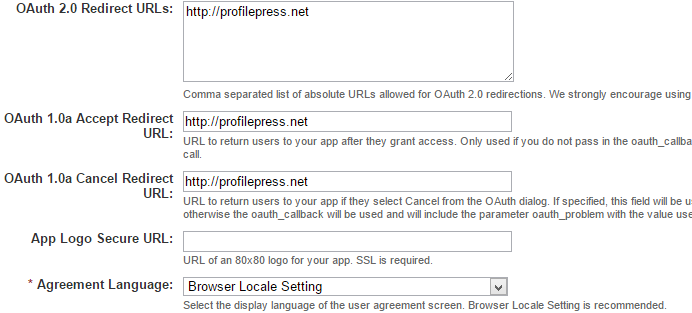 OAuth 2.0 Redirect URLs:
http://profilepress.net
Comma separated list of absolute URLs allowed for OAuth 2.0 redirections. We strongly encourage using
OAuth 1.0a Accept Redirect
URL:
http://profilepress.net
URL to return users to your app after they grant access. Only used if you do not pass in the
call.
OAuth 1.0a Cancel Redirect
URL:
http://profilepress.net
URL to return users to your app if they select Cancel from the OAuth dialog. If specified, this field will be
otherwise the oauth_callback will be used and will include the parameter oauth_problem with the value
App Logo Secure URL:
URL of an 80x80 logo for your app. SSL is required.
* Agreement Language:
Browser Locale Setting
Select the display language of the user agreement screen. Browser Locale Setting is recommended.